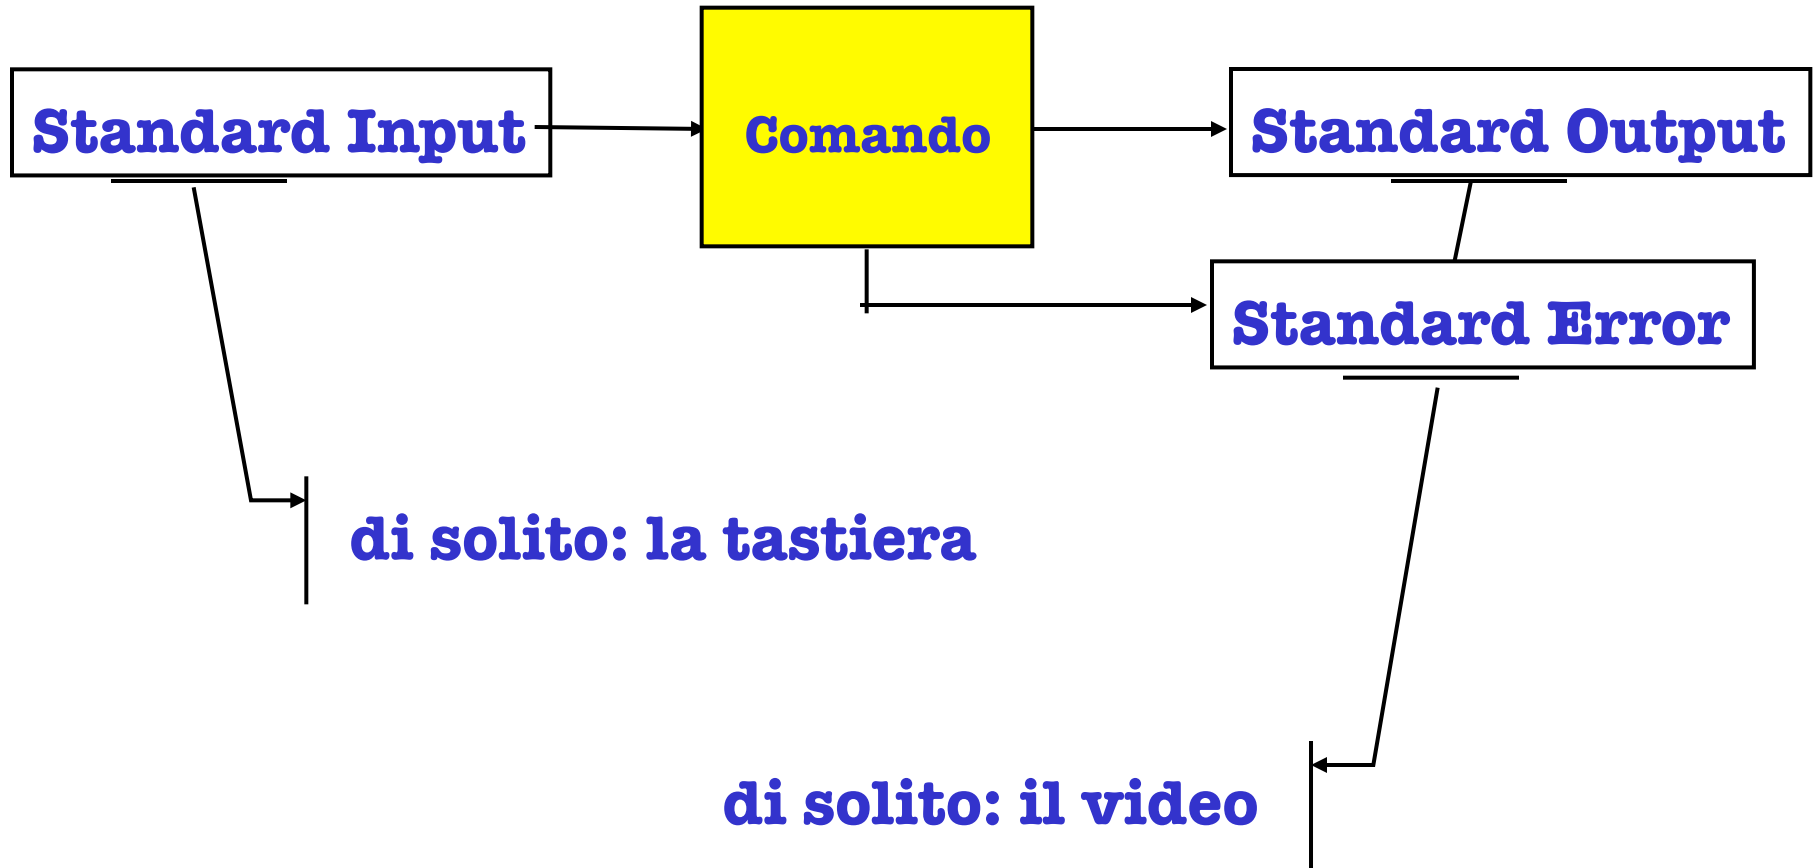 Standard Input
Comando
Standard Output
Standard Error
di solito: la tastiera
di solito: il video